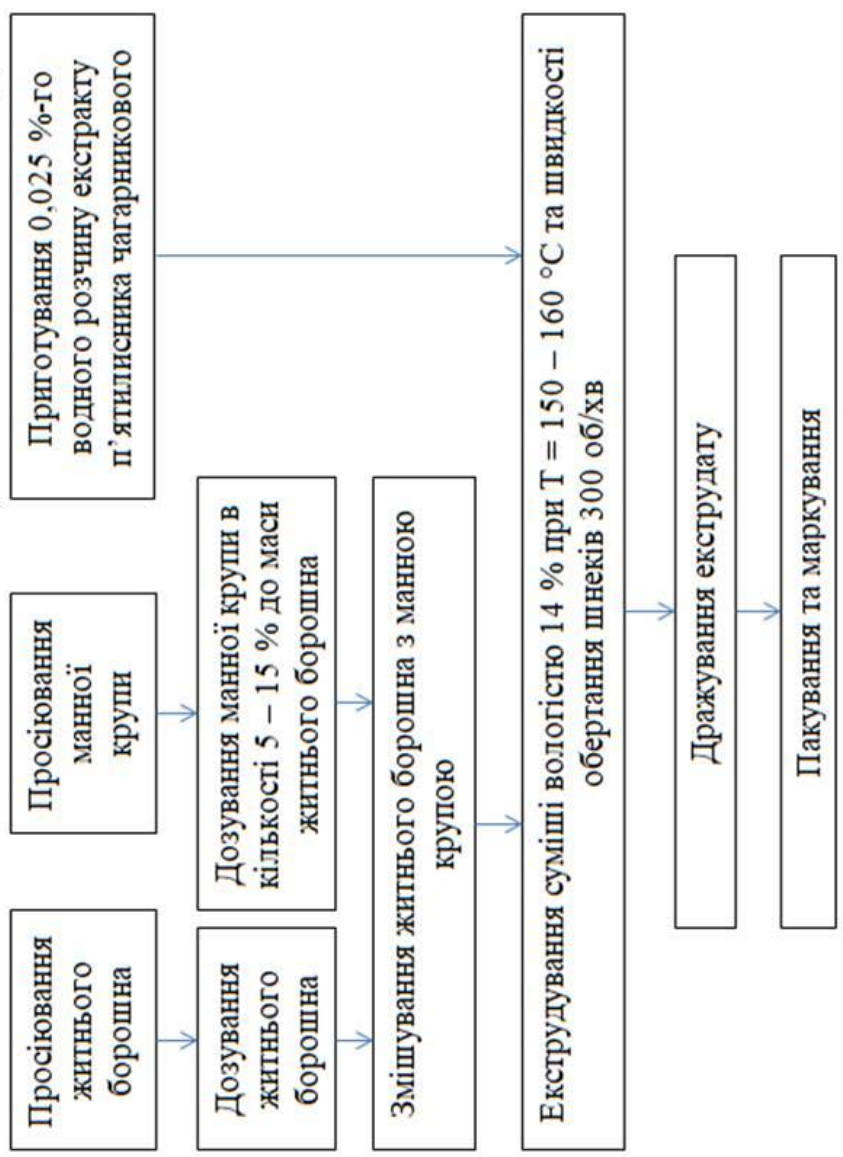 Просіювання
житнього
борошна
Просіювання
манної
крупи
Приготування 0,025 %-го
водного розчину екстракту
п’ятилисника чагарникового
Дозування
житнього
борошна
Дозування манної крупи в
кількості 5 – 15 % до маси
житнього борошна
Змішування житнього борошна з манною
крупою
Екструдування суміші вологістю 14 % при Т = 150 – 160 °С та швидкості
обертання шнеків 300 об/хв
Дражування екструдату
Пакування та маркування